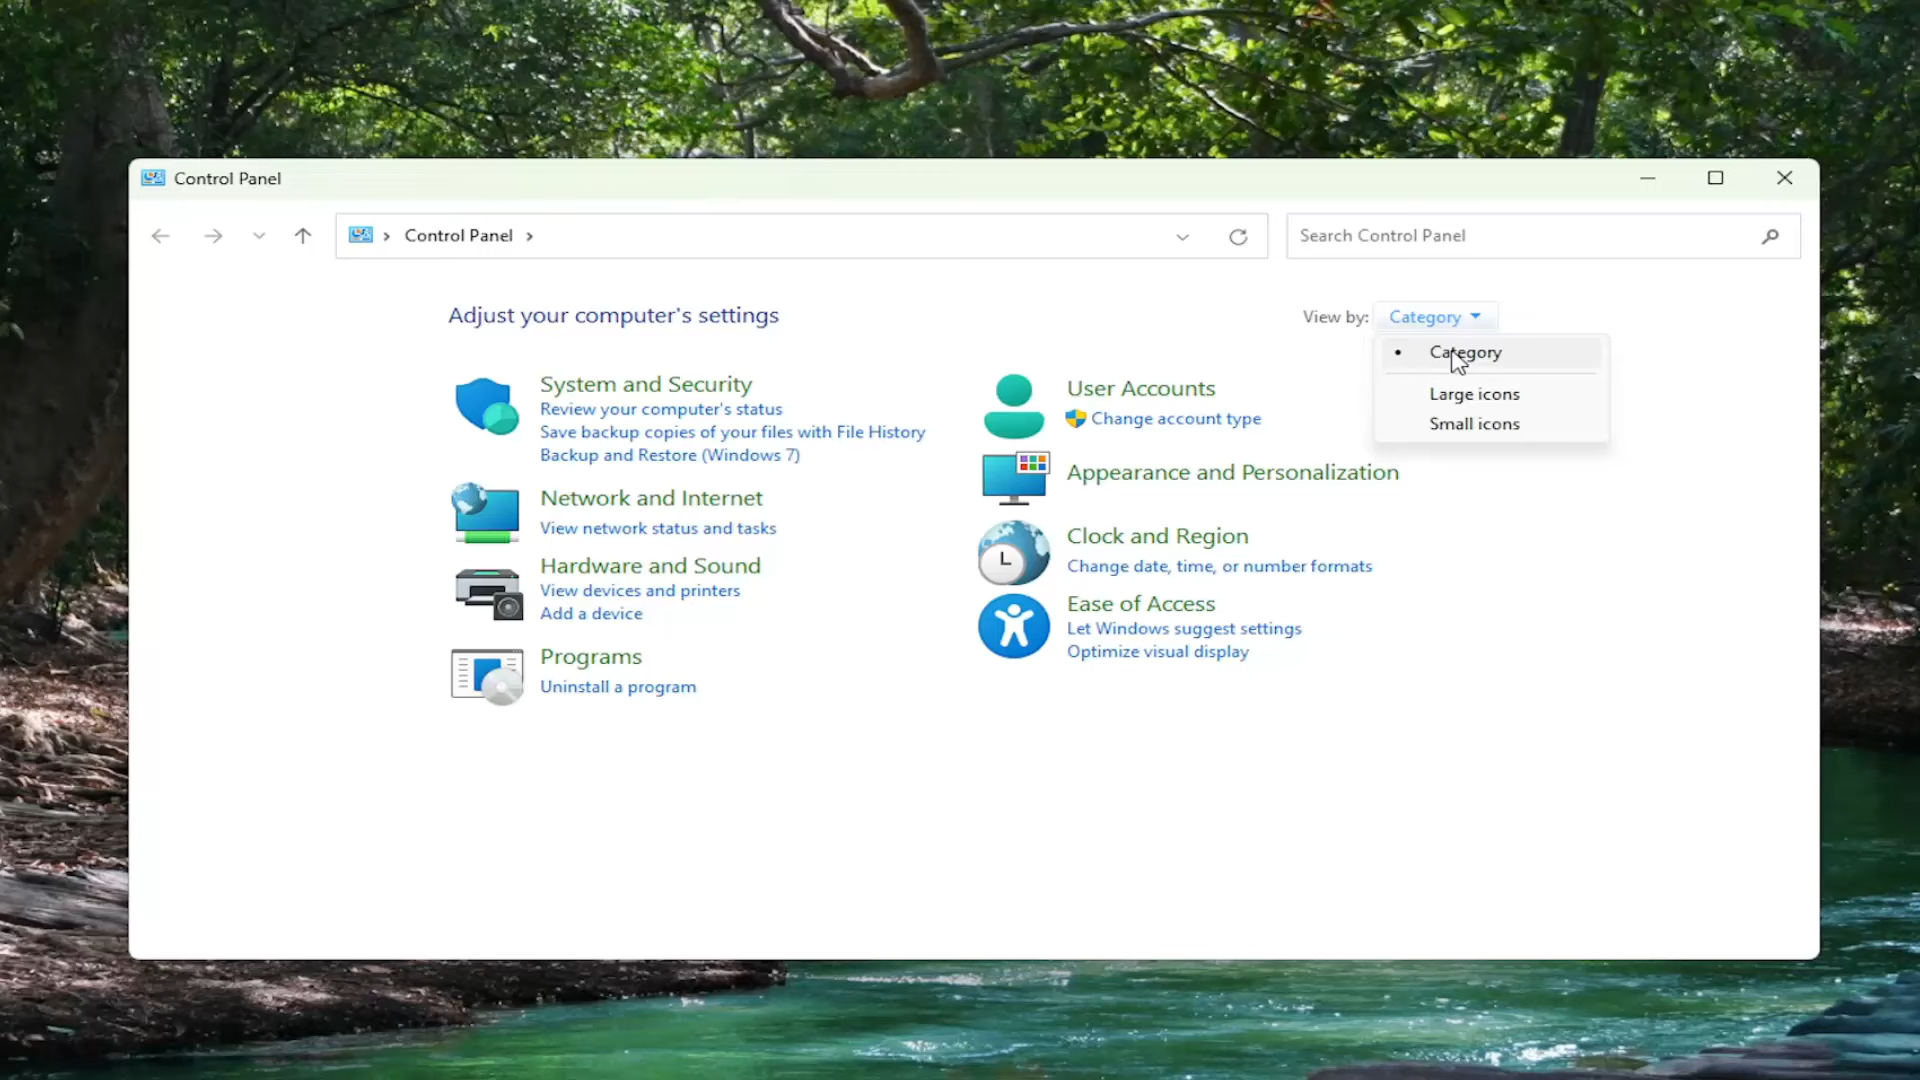 Control Panel
Control Panel
Search Control Panel
Adjust your computer's settings
View by: Category
Category
Large icons
Small icons
System and Security
Review your computer's status
Save backup copies of your files with File History
Backup and Restore (Windows 7)
Network and Internet
View network status and tasks
Hardware and Sound
View devices and printers
Add a device
Programs
Uninstall a program
User Accounts
Change account type
Appearance and Personalization
Clock and Region
Change date, time, or number formats
Ease of Access
Let Windows suggest settings
Optimize visual display